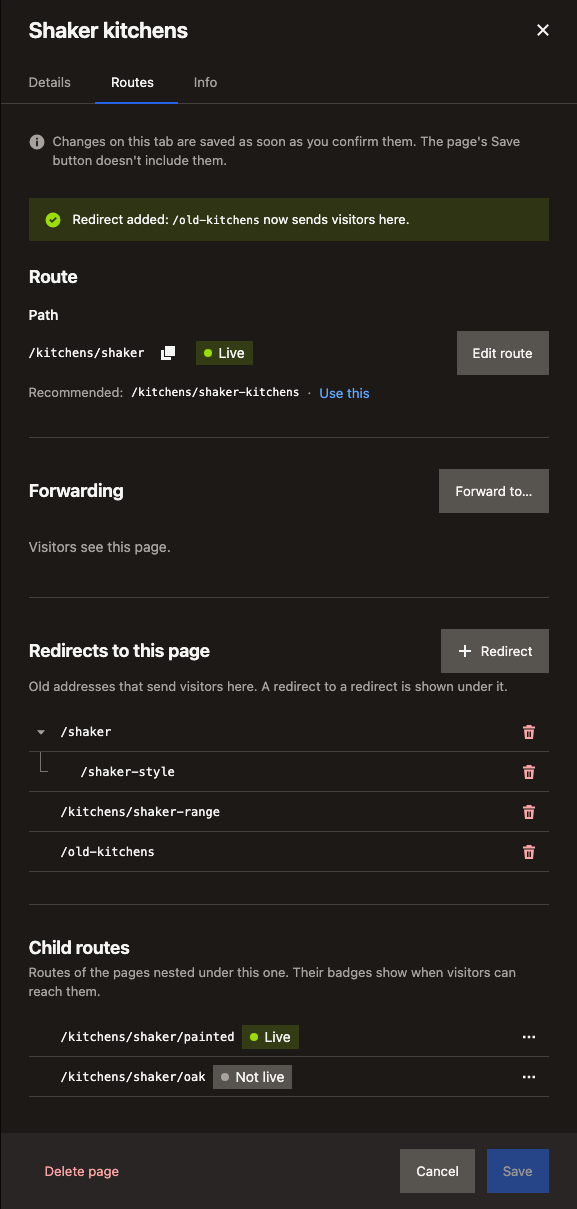 Shaker kitchens
Details
Routes
Info
Changes on this tab are saved as soon as you confirm them. The page's Save
button doesn't include them.
Redirect added: /old-kitchens now sends visitors here.
Route
Path
/kitchens/shaker
Live
Edit route
Recommended: /kitchens/shaker-kitchens · Use this
Forwarding
Forward to...
Visitors see this page.
Redirects to this page
Redirect
Old addresses that send visitors here. A redirect to a redirect is shown under it.
/shaker
/shaker-style
/kitchens/shaker-range
/old-kitchens
Child routes
Routes of the pages nested under this one. Their badges show when visitors can
reach them.
/kitchens/shaker/painted Live
/kitchens/shaker/oak Not live
Delete page
Cancel
Save